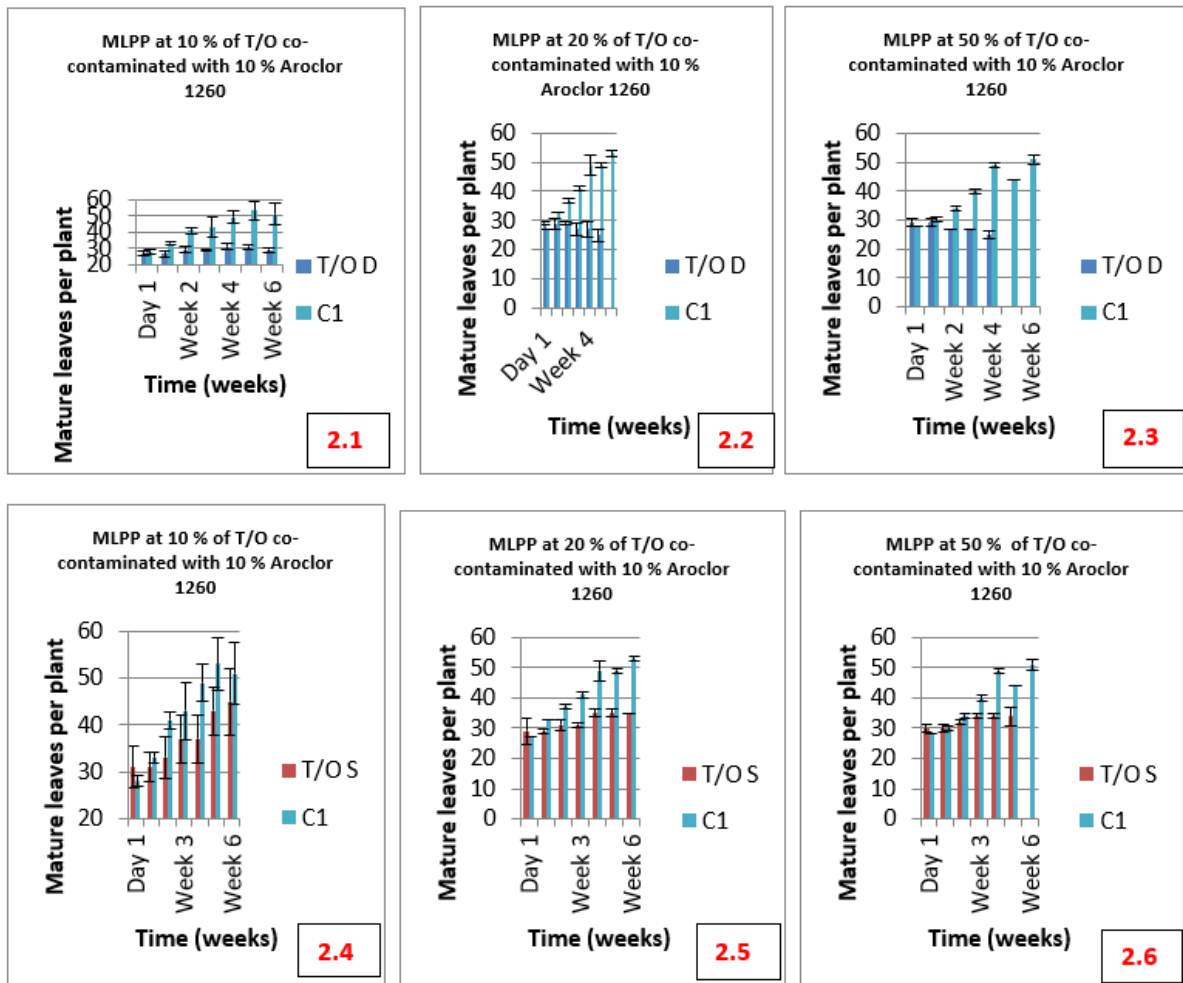 MLPP at 10 % of T/O co-
contaminated with 10 % Aroclor
1260
Mature leaves per plant
60
50
40
30
20
Day 1
Week 2
Week 4
Week 6
Time (weeks)
T/O D
C1
2.1
MLPP at 20 % of T/O co-
contaminated with 10 %
Aroclor 1260
Mature leaves per plant
60
50
40
30
20
10
0
Day 1
Week 4
Time (weeks)
T/O D
C1
2.2
MLPP at 50 % of T/O co-
contaminated with 10 % Aroclor
1260
Mature leaves per plant
60
50
40
30
20
10
0
Day 1
Week 2
Week 4
Week 6
Time (weeks)
T/O D
C1
2.3
MLPP at 10 % of T/O co-
contaminated with 10 % Aroclor
1260
Mature leaves per plant
60
50
40
30
20
Day 1
Week 3
Week 6
Time (weeks)
T/O S
C1
2.4
MLPP at 20 % of T/O co-
contaminated with 10 % Aroclor
1260
Mature leaves per plant
60
50
40
30
20
10
0
Day 1
Week 3
Week 6
Time (weeks)
T/O S
C1
2.5
MLPP at 50 % of T/O co-
contaminated with 10 % Aroclor
1260
Mature leaves per plant
60
50
40
30
20
10
0
Day 1
Week 3
Week 6
Time (weeks)
T/O S
C1
2.6